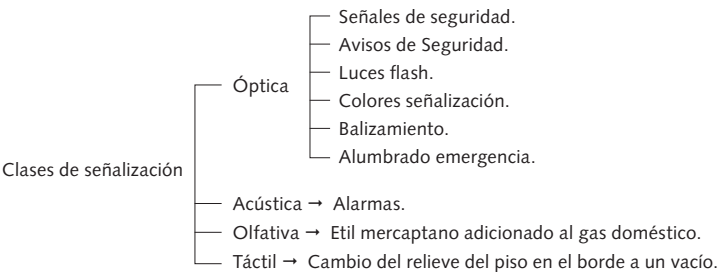 Señales de seguridad.
Avisos de Seguridad.
Óptica
Luces flash.
Colores señalización.
Balizamiento.
Alumbrado emergencia.
Clases de señalización
Acústica → Alarmas.
Olfativa → Etil mercaptano adicionado al gas doméstico.
Táctil → Cambio del relieve del piso en el borde a un vacío.